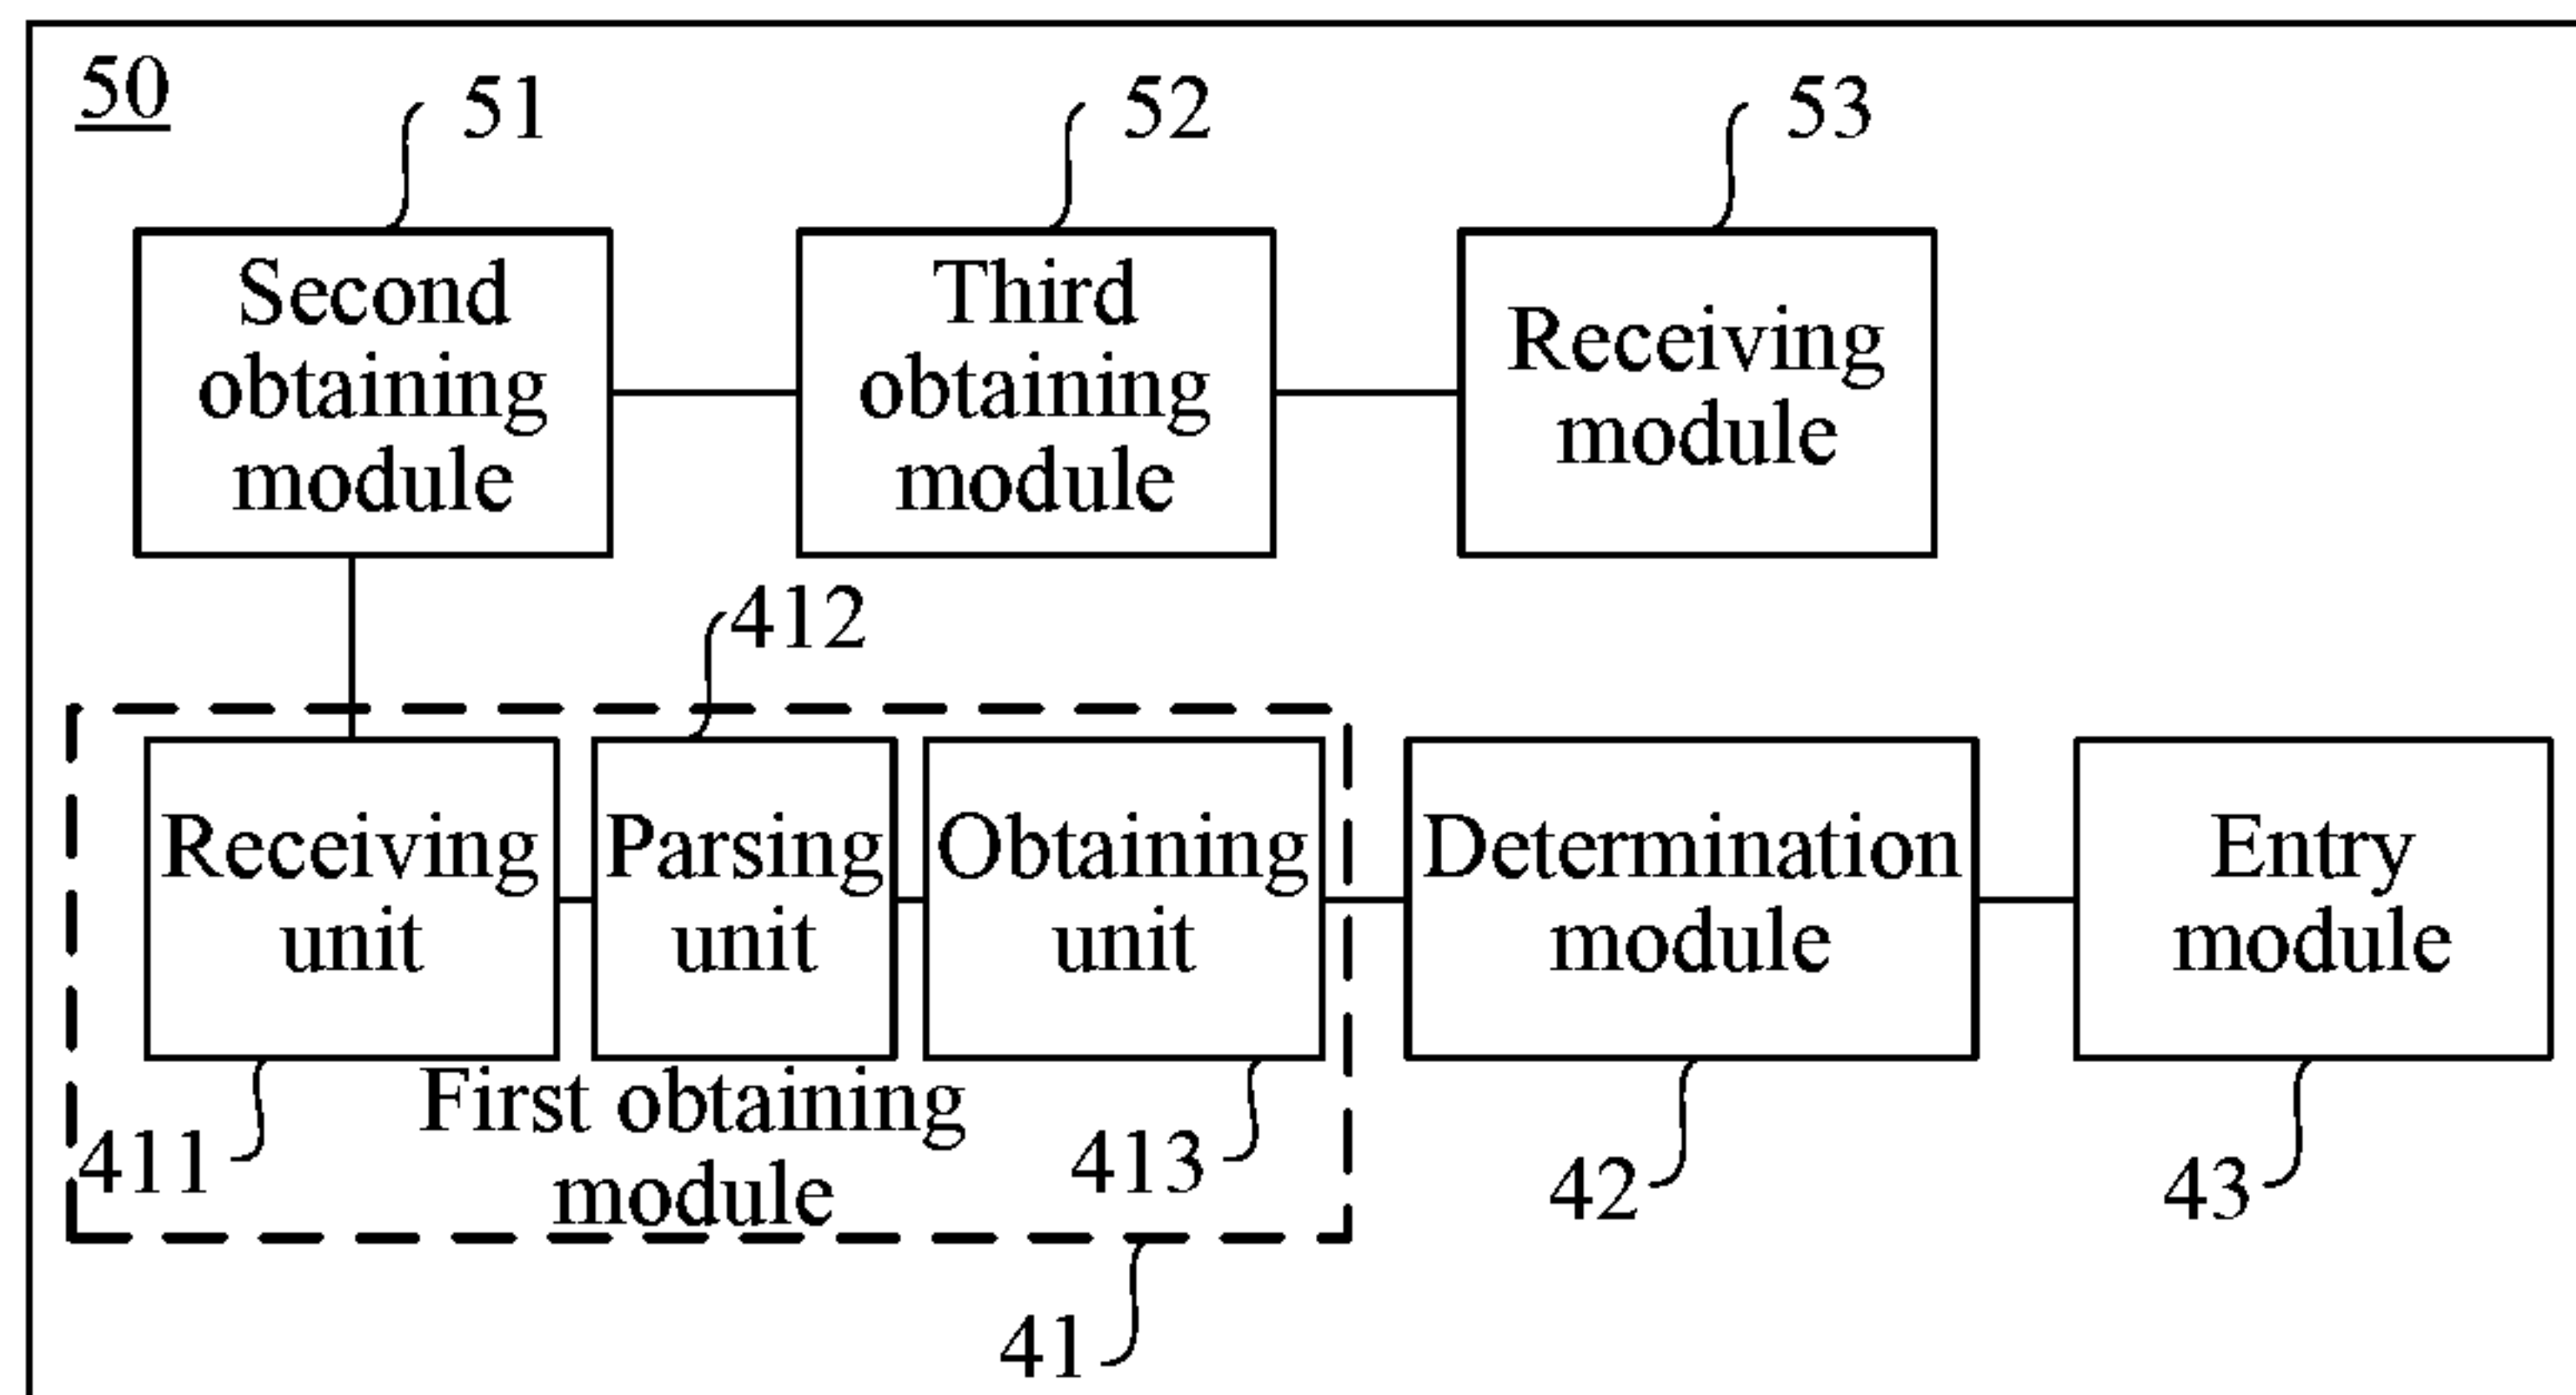 50
51
52
53
Second
obtaining
module
Third
obtaining
module
Receiving
module
412
Receiving
unit
Parsing
unit
Obtaining
unit
Determination
module
Entry
module
411
First obtaining
module
413
42
43
41